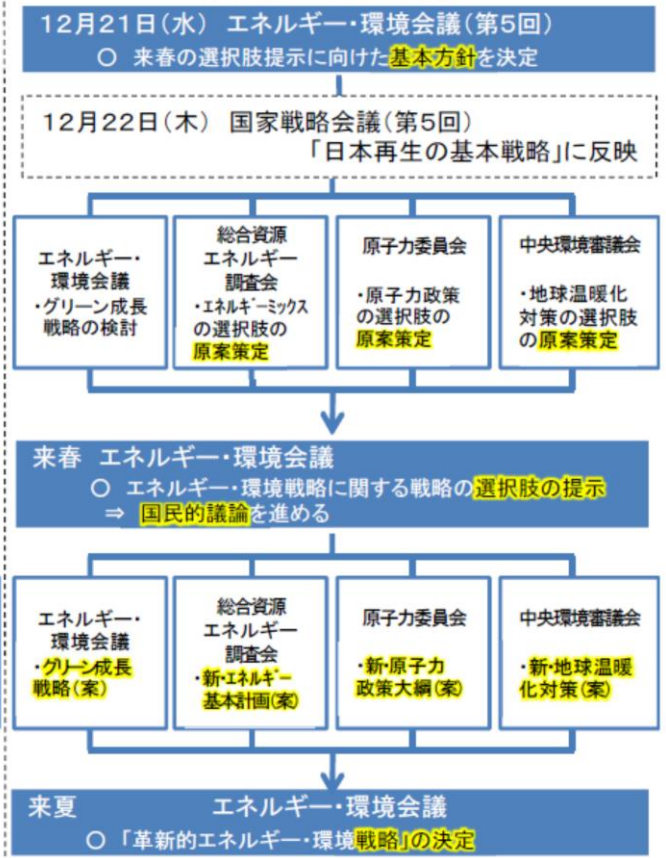 12月21日(水) エネルギー・環境会議(第5回)
○ 来春の選択肢提示に向けた基本方針を決定
12月22日(木) 国家戦略会議(第5回)
「日本再生の基本戦略」に反映
エネルギー・
環境会議
・グリーン成長
戦略の検討
総合資源
エネルギー
調査会
・エネルギーミックス
の選択肢の
原案策定
原子力委員会
・原子力政策
の選択肢の
原案策定
中央環境審議会
・地球温暖化
対策の選択肢
の原案策定
来春 エネルギー・環境会議
○ エネルギー・環境戦略に関する戦略の選択肢の提示
⇒ 国民的議論を進める
エネルギー・
環境会議
・グリーン成長
戦略(案)
総合資源
エネルギー
調査会
・新・エネルギー
基本計画(案)
原子力委員会
・新・原子力
政策大綱(案)
中央環境審議会
・新・地球温暖
化対策(案)
来夏 エネルギー・環境会議
○ 「革新的エネルギー・環境戦略」の決定